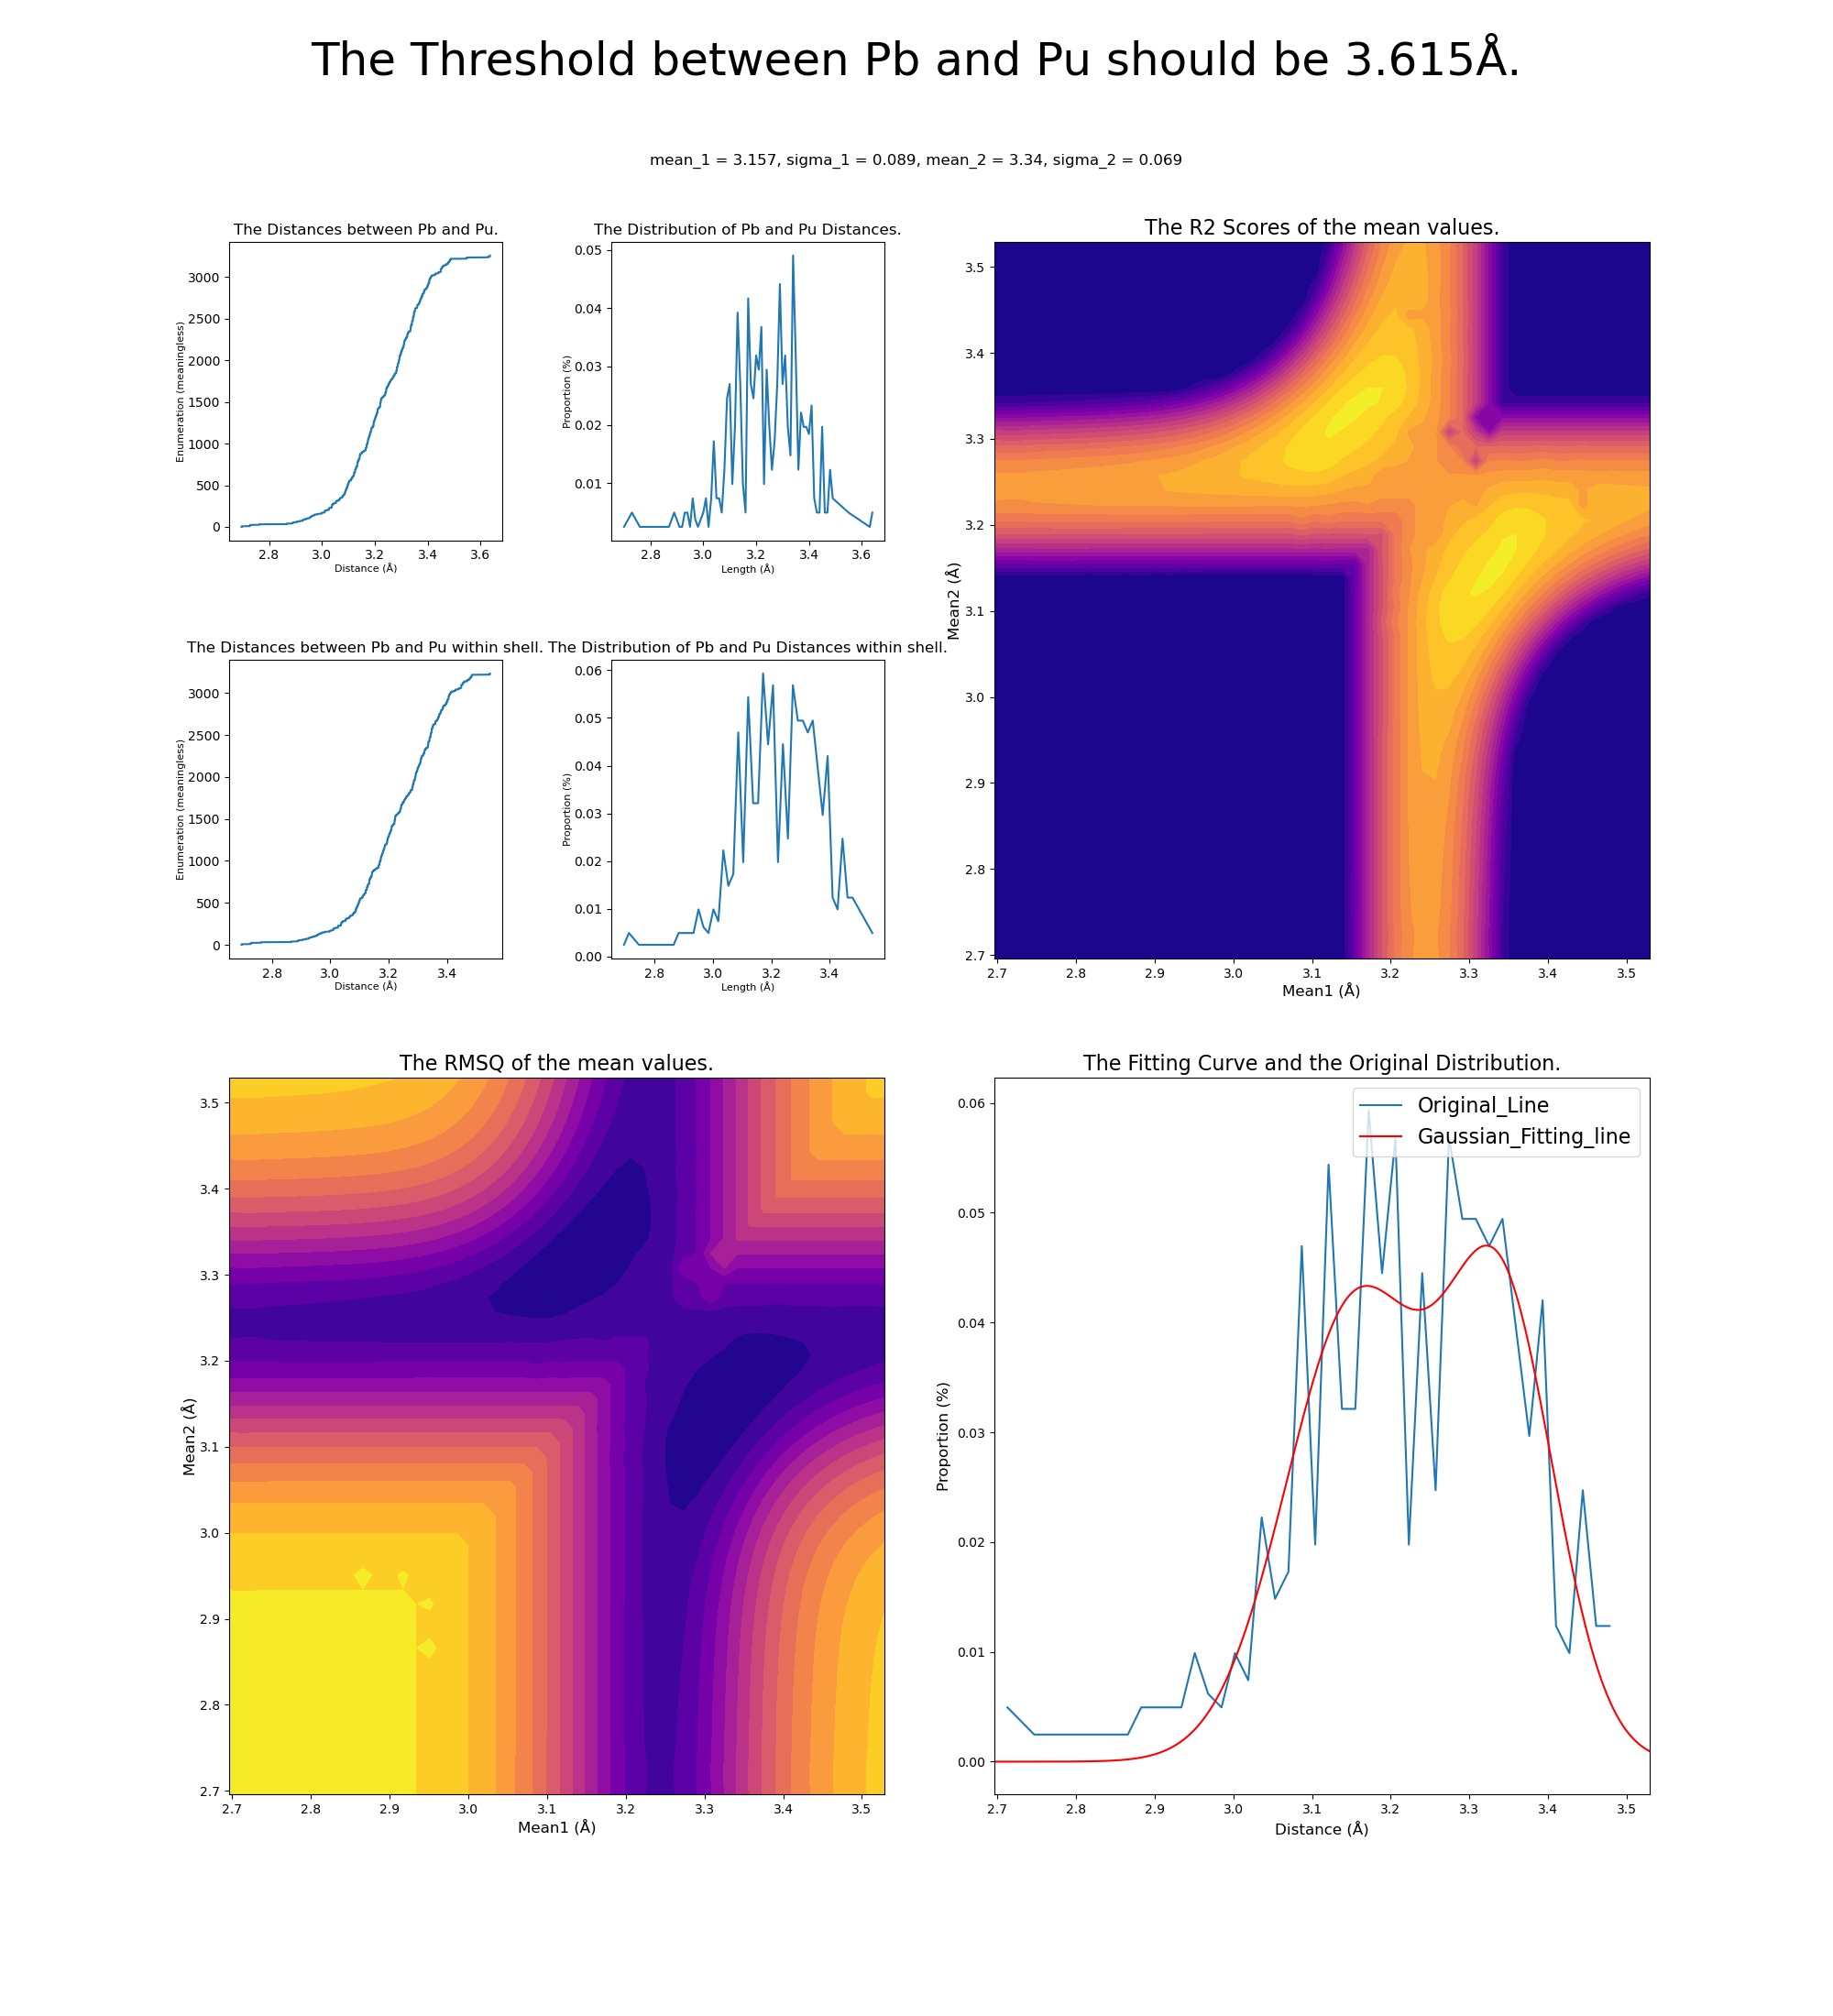 The Threshold between Pb and Pu should be 3.615Å.
mean_1 = 3.157, sigma_1 = 0.089, mean_2 = 3.34, sigma_2 = 0.069
The Distances between Pb and Pu.
Enumeration (meaningless)
3000
2500
2000
1500
1000
500
0
2.8 3.0 3.2 3.4 3.6
Distance (Å)
The Distribution of Pb and Pu Distances.
Proportion (%)
0.05
0.04
0.03
0.02
0.01
2.8 3.0 3.2 3.4 3.6
Length (Å)
The R2 Scores of the mean values.
Mean2 (Å)
3.5
3.4
3.3
3.2
3.1
3.0
2.9
2.8
2.7
2.7 2.8 2.9 3.0 3.1 3.2 3.3 3.4 3.5
Mean1 (Å)
The Distances between Pb and Pu within shell.
Enumeration (meaningless)
3000
2500
2000
1500
1000
500
0
2.8 3.0 3.2 3.4
Distance (Å)
The Distribution of Pb and Pu Distances within shell.
Proportion (%)
0.06
0.05
0.04
0.03
0.02
0.01
0.00
2.8 3.0 3.2 3.4
Length (Å)
The RMSQ of the mean values.
Mean2 (Å)
3.5
3.4
3.3
3.2
3.1
3.0
2.9
2.8
2.7
2.7 2.8 2.9 3.0 3.1 3.2 3.3 3.4 3.5
Mean1 (Å)
The Fitting Curve and the Original Distribution.
Original_Line
Gaussian_Fitting_line
Proportion (%)
0.06
0.05
0.04
0.03
0.02
0.01
0.00
2.7 2.8 2.9 3.0 3.1 3.2 3.3 3.4 3.5
Distance (Å)